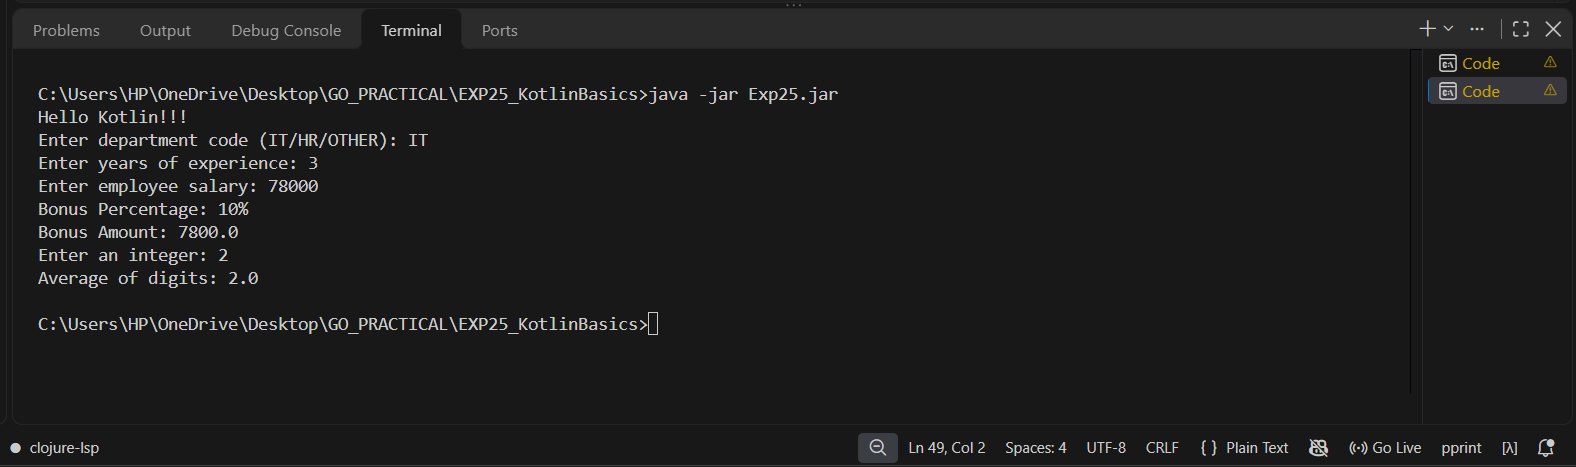 Problems Output Debug Console Terminal Ports
Code
Code
C:\Users\HP\OneDrive\Desktop\GO_PRACTICAL\EXP25_KotlinBasics>java -jar Exp25.jar
Hello Kotlin!!!
Enter department code (IT/HR/OTHER): IT
Enter years of experience: 3
Enter employee salary: 78000
Bonus Percentage: 10%
Bonus Amount: 7800.0
Enter an integer: 2
Average of digits: 2.0
C:\Users\HP\OneDrive\Desktop\GO_PRACTICAL\EXP25_KotlinBasics>
clojure-lsp Ln 49, Col 2 Spaces: 4 UTF-8 CRLF { } Plain Text Go Live pprint [λ]